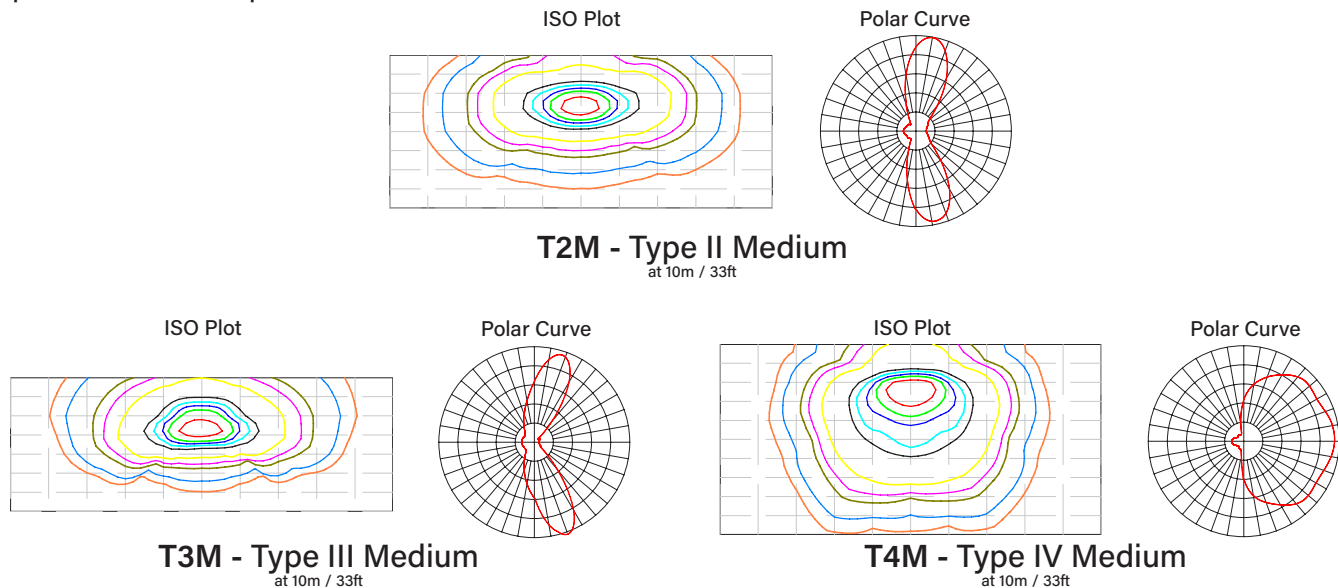 ISO Plot
Polar Curve
T2M - Type II Medium
at 10m / 33ft
ISO Plot
Polar Curve
T3M - Type III Medium
at 10m / 33ft
ISO Plot
Polar Curve
T4M - Type IV Medium
at 10m / 33ft